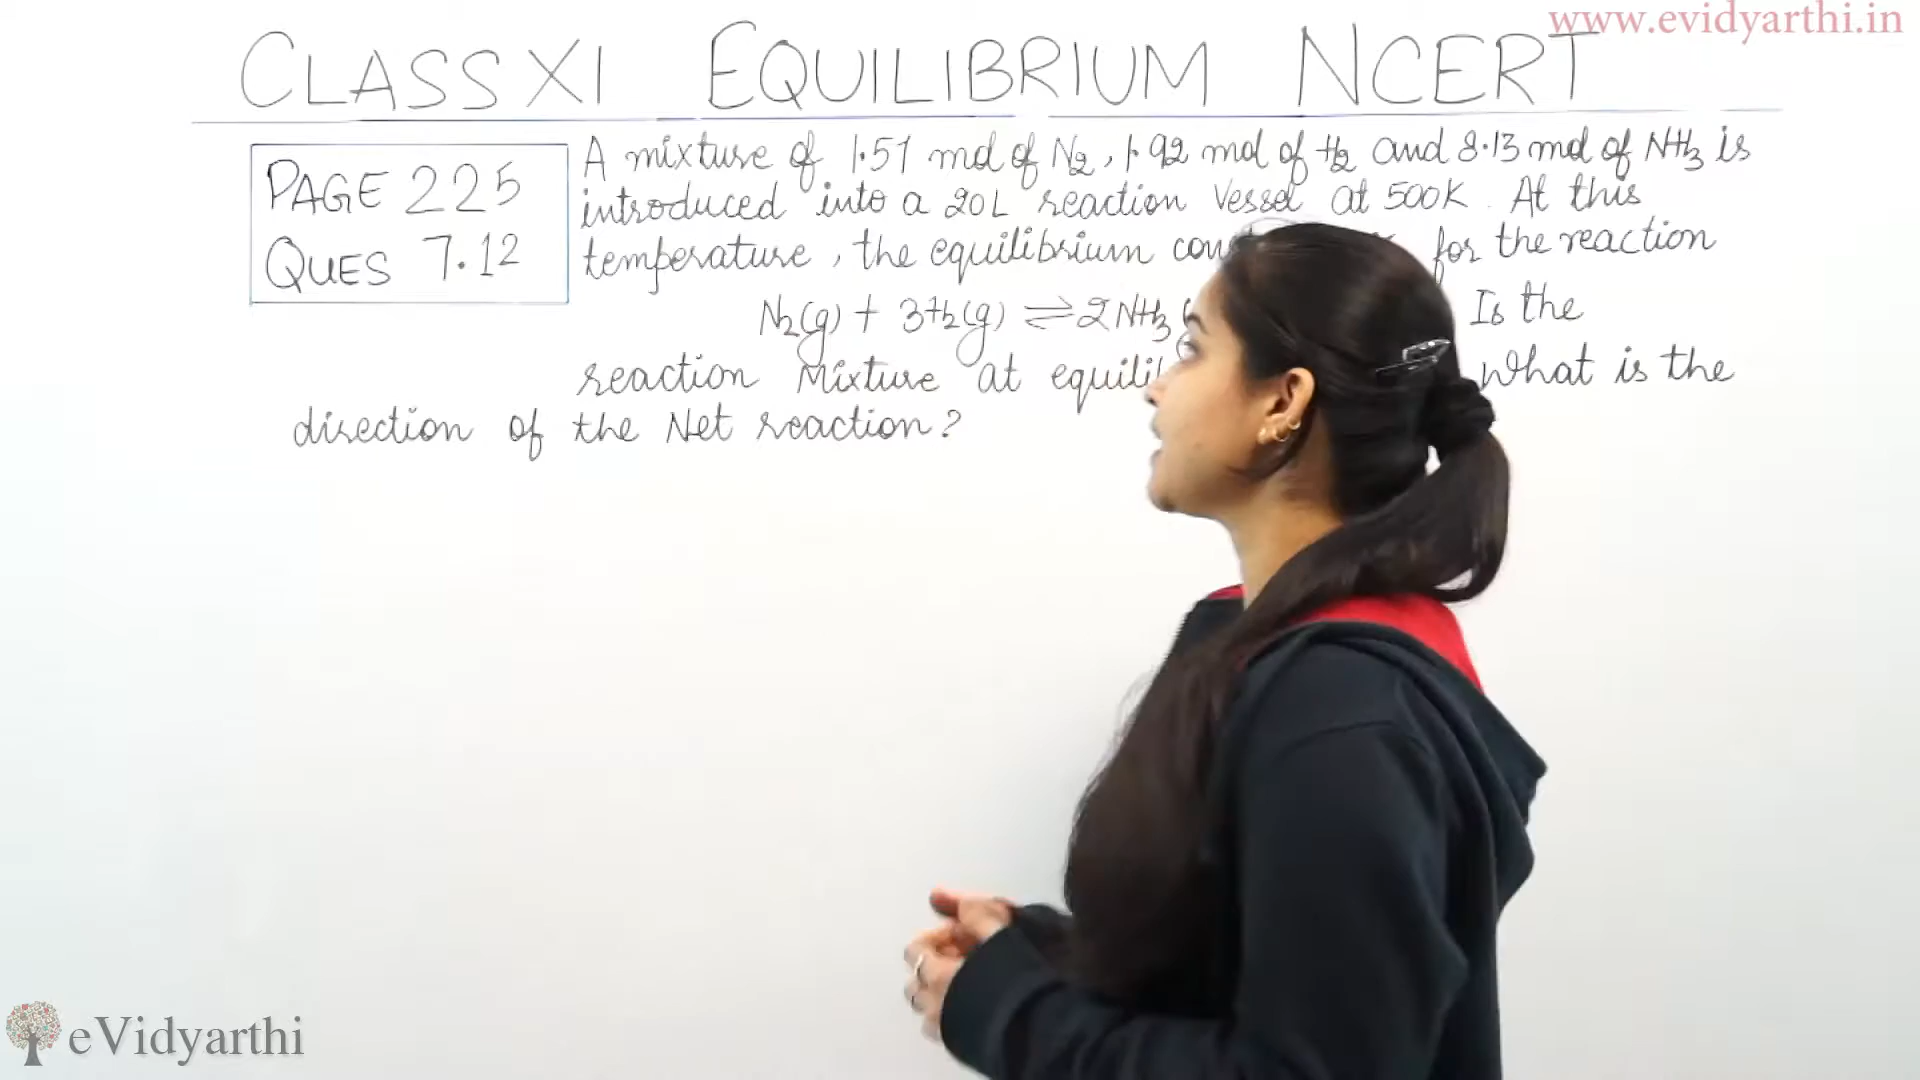 www.evidyarthi.in
CLASS XI EQUILIBRIUM NCERT
PAGE 225
QUES 7.12
A mixture of 1.57 mol of N2, 1.92 mol of H2 and 8.13 mol of NH3 is
introduced into a 20L reaction Vessel at 500K. At this
temperature, the equilibrium for the reaction
N2(g) + 3H2(g) ⇌ 2NH3 Is the
reaction Mixture at What is the
direction of the Net reaction?
eVidyarthi